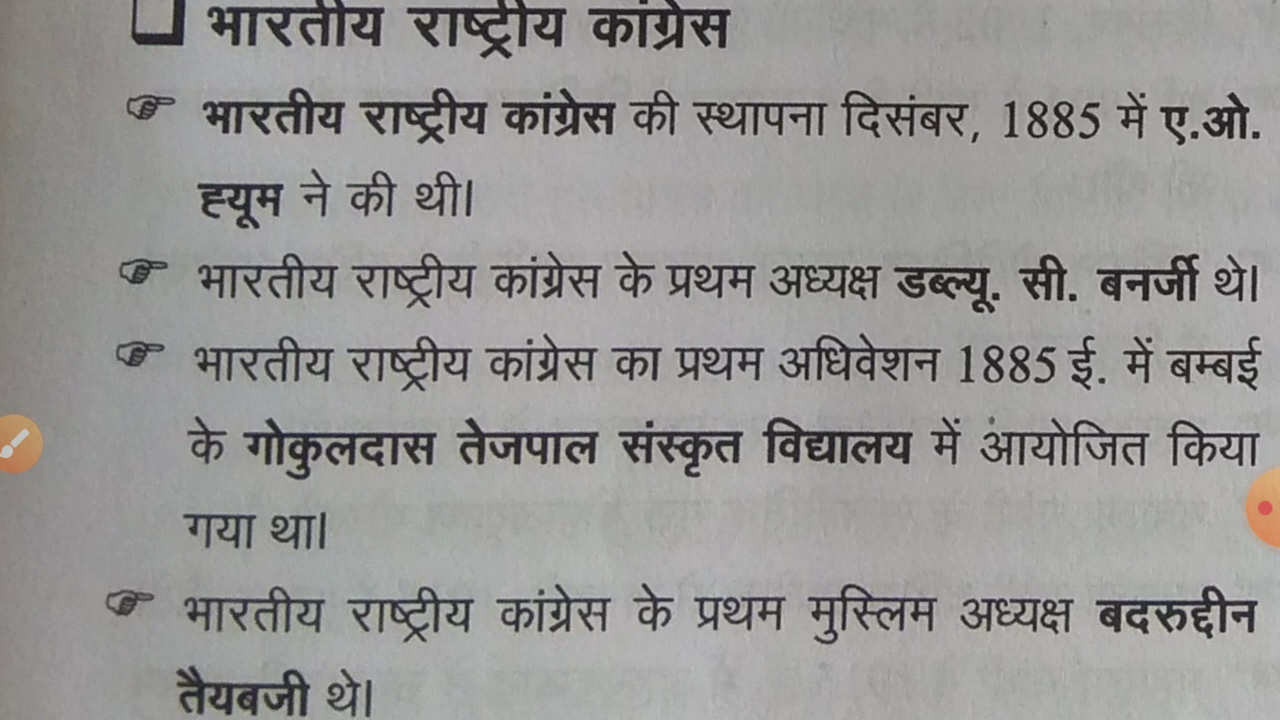 भारतीय राष्ट्रीय कांग्रेस
भारतीय राष्ट्रीय कांग्रेस की स्थापना दिसंबर, 1885 में ए.ओ.
ह्यूम ने की थी।
भारतीय राष्ट्रीय कांग्रेस के प्रथम अध्यक्ष डब्ल्यू. सी. बनर्जी थे।
भारतीय राष्ट्रीय कांग्रेस का प्रथम अधिवेशन 1885 ई. में बम्बई
के गोकुलदास तेजपाल संस्कृत विद्यालय में आयोजित किया
गया था।
भारतीय राष्ट्रीय कांग्रेस के प्रथम मुस्लिम अध्यक्ष बदरुद्दीन
तैयबजी थे।